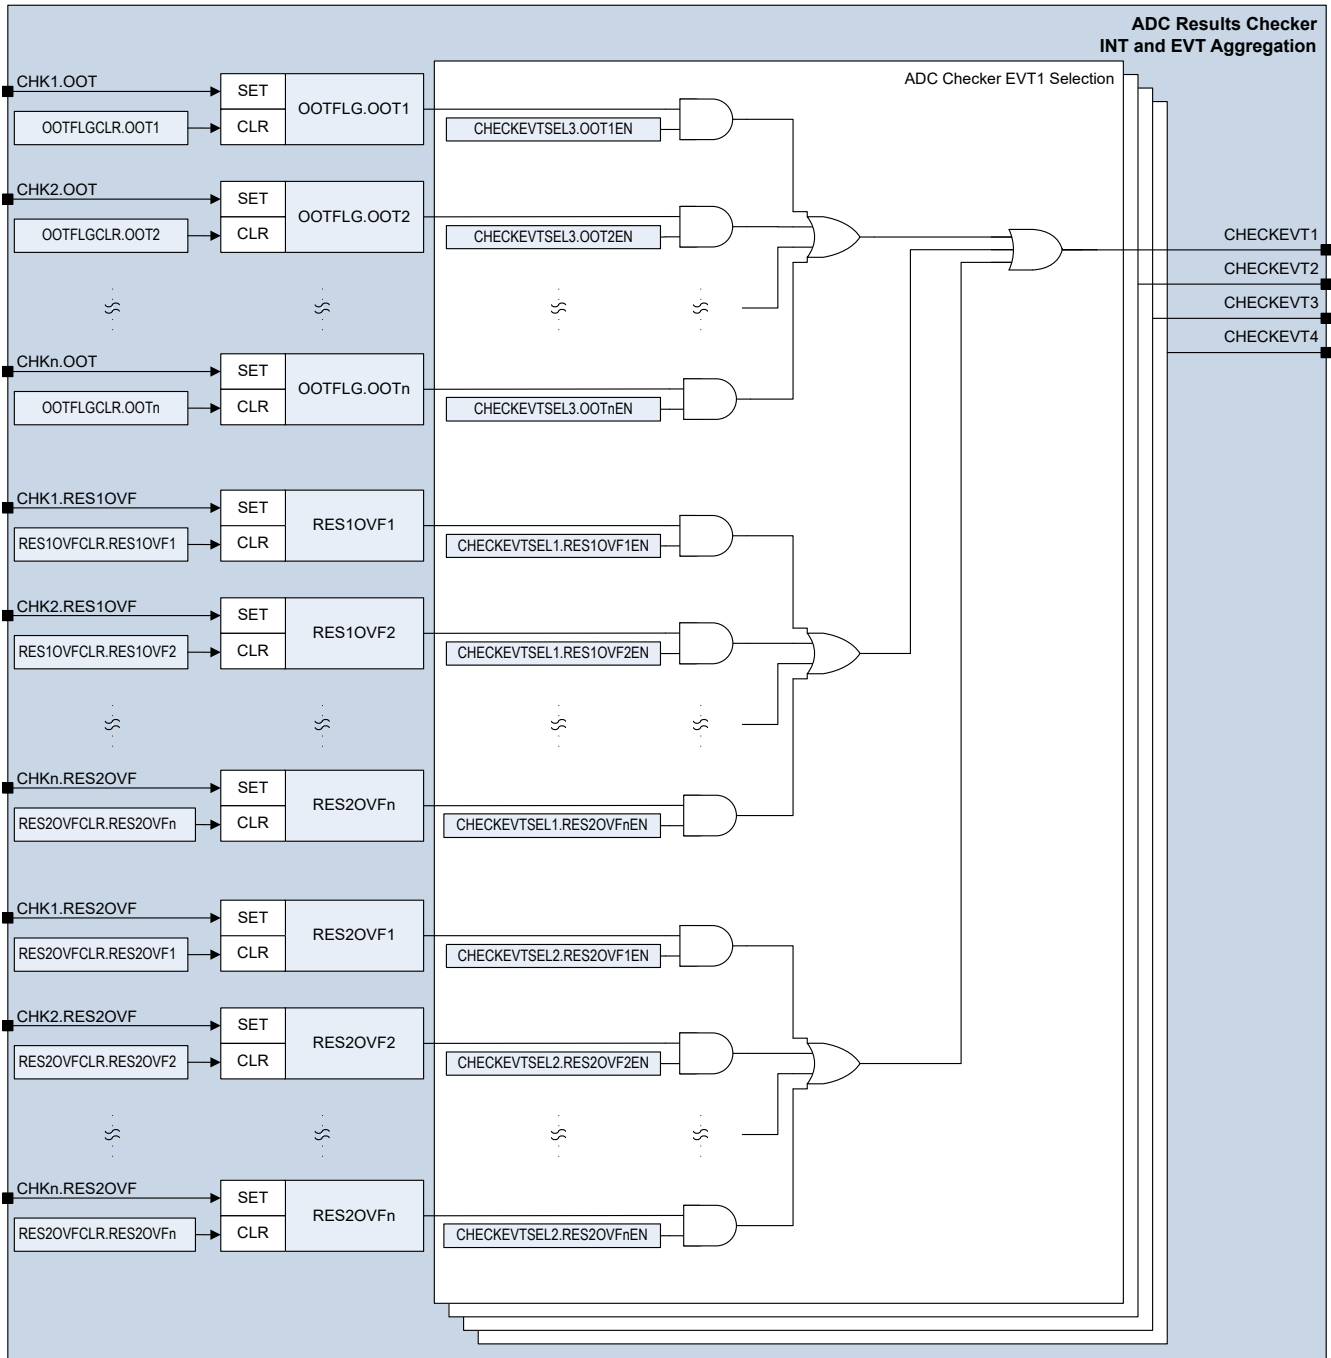 ADC Results Checker
INT and EVT Aggregation
ADC Checker EVT1 Selection
CHK1.OOT
SET
OOTFLG.OOT1
OOTFLGCLR.OOT1
CLR
CHECKEVTSEL3.OOT1EN
CHK2.OOT
SET
OOTFLG.OOT2
OOTFLGCLR.OOT2
CLR
CHECKEVTSEL3.OOT2EN
CHECKEVT1
CHECKEVT2
CHECKEVT3
CHECKEVT4
CHKn.OOT
SET
OOTFLG.OOTn
OOTFLGCLR.OOTn
CLR
CHECKEVTSEL3.OOTnEN
CHK1.RES1OVF
SET
RES1OVF1
RES1OVFCLR.RES1OVF1
CLR
CHECKEVTSEL1.RES1OVF1EN
CHK2.RES1OVF
SET
RES1OVF2
RES1OVFCLR.RES1OVF2
CLR
CHECKEVTSEL1.RES1OVF2EN
CHKn.RES2OVF
SET
RES2OVFn
RES2OVFCLR.RES2OVFn
CLR
CHECKEVTSEL1.RES2OVFnEN
CHK1.RES2OVF
SET
RES2OVF1
RES2OVFCLR.RES2OVF1
CLR
CHECKEVTSEL2.RES2OVF1EN
CHK2.RES2OVF
SET
RES2OVF2
RES2OVFCLR.RES2OVF2
CLR
CHECKEVTSEL2.RES2OVF2EN
CHKn.RES2OVF
SET
RES2OVFn
RES2OVFCLR.RES2OVFn
CLR
CHECKEVTSEL2.RES2OVFnEN